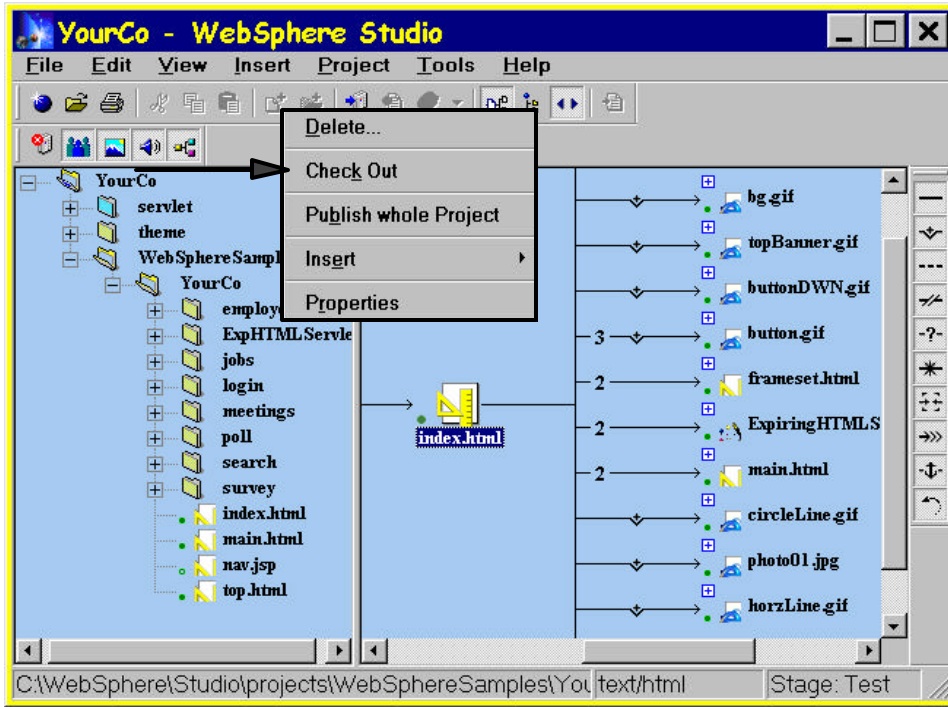 YourCo - WebSphere Studio
File Edit View Insert Project Tools Help
Delete...
Check Out
Publish whole Project
Insert
Properties
YourCo
servlet
theme
WebSphereSampl
YourCo
employ
ExpHTMLServle
jobs
login
meetings
poll
search
survey
index.html
main.html
nav.jsp
top.html
index.html
bg.gif
topBanner.gif
buttonDWN.gif
3 button.gif
2 frameset.html
2 ExpiringHTMLS
2 main.html
circleLine.gif
photo01.jpg
horzLine.gif
-?-
C:\WebSphere\Studio\projects\WebSphereSamples\You text/html Stage: Test